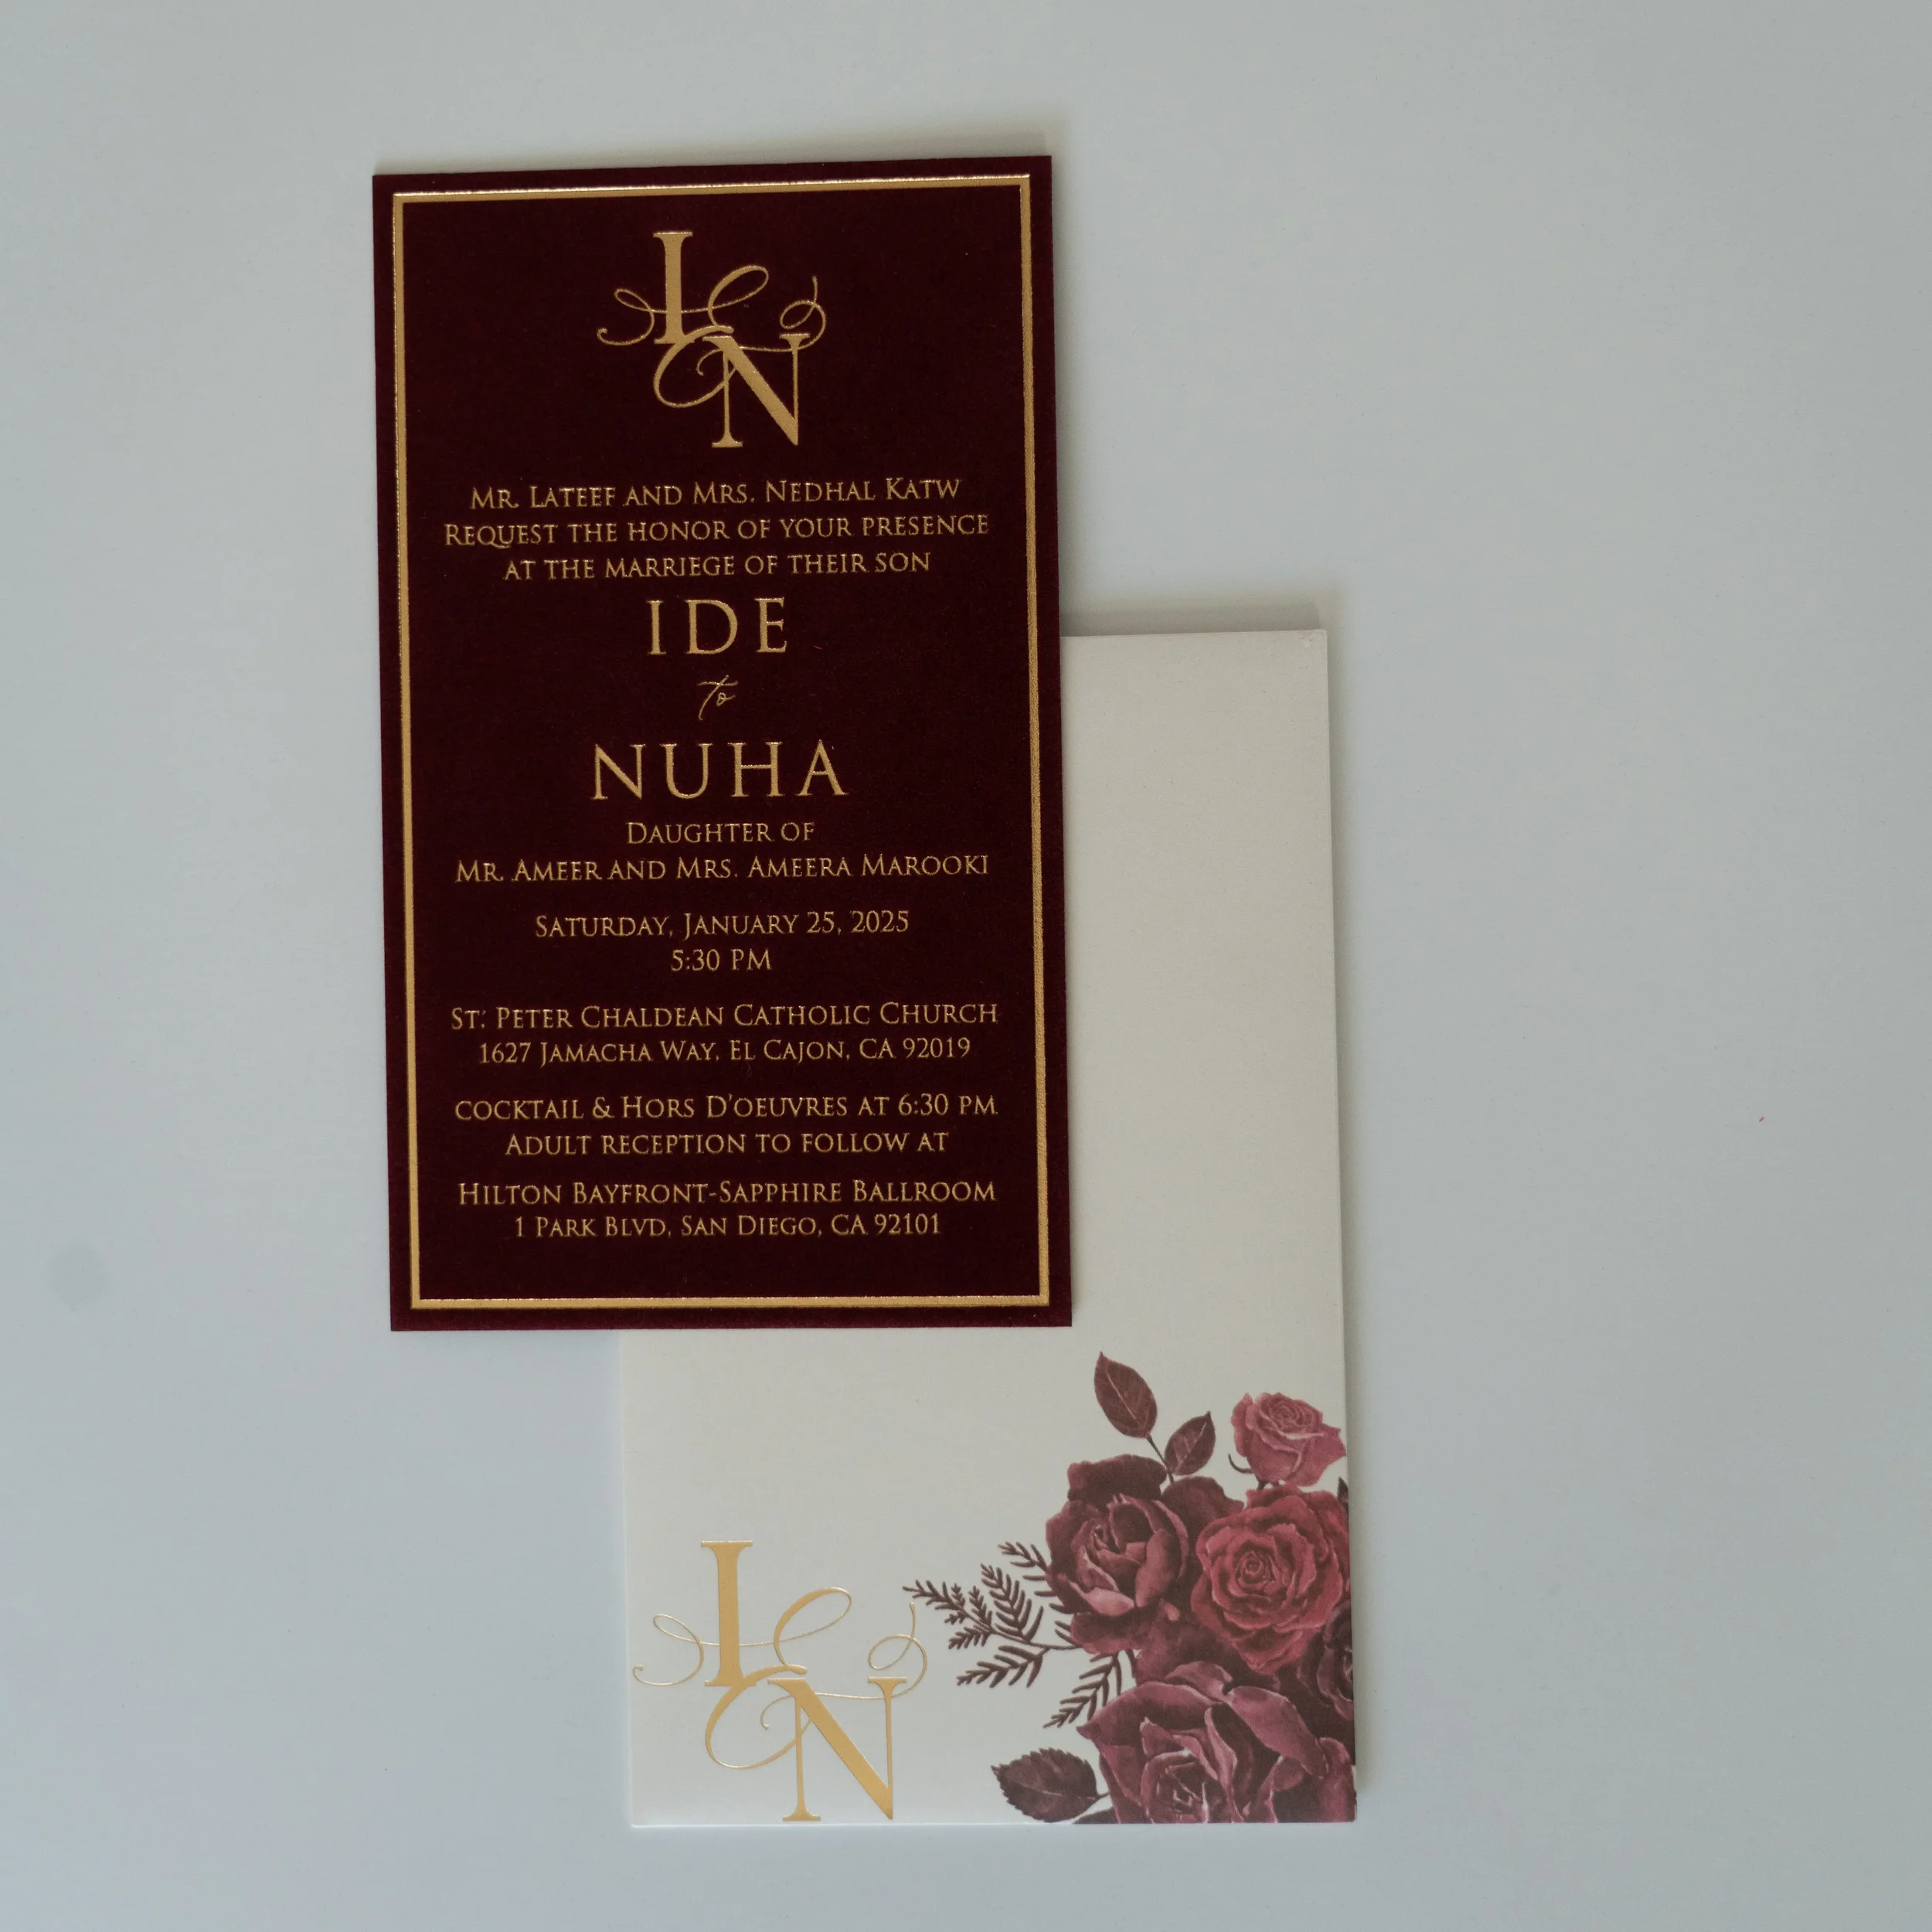 I & N
MR. LATEEF AND MRS. NEDHAL KATW
REQUEST THE HONOR OF YOUR PRESENCE
AT THE MARRIEGE OF THEIR SON
IDE
to
NUHA
DAUGHTER OF
MR. AMEER AND MRS. AMEERA MAROOKI
SATURDAY, JANUARY 25, 2025
5:30 PM
ST. PETER CHALDEAN CATHOLIC CHURCH
1627 JAMACHA WAY, EL CAJON, CA 92019
COCKTAIL & HORS D'OEUVRES AT 6:30 PM
ADULT RECEPTION TO FOLLOW AT
HILTON BAYFRONT-SAPPHIRE BALLROOM
1 PARK BLVD, SAN DIEGO, CA 92101
I & N